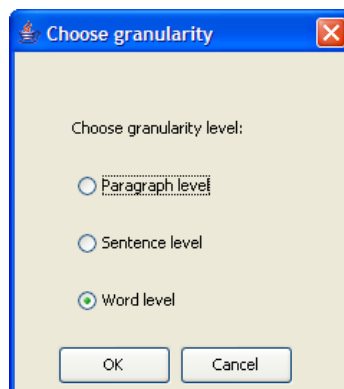 Choose granularity
Choose granularity level:
Paragraph level
Sentence level
Word level
OK
Cancel